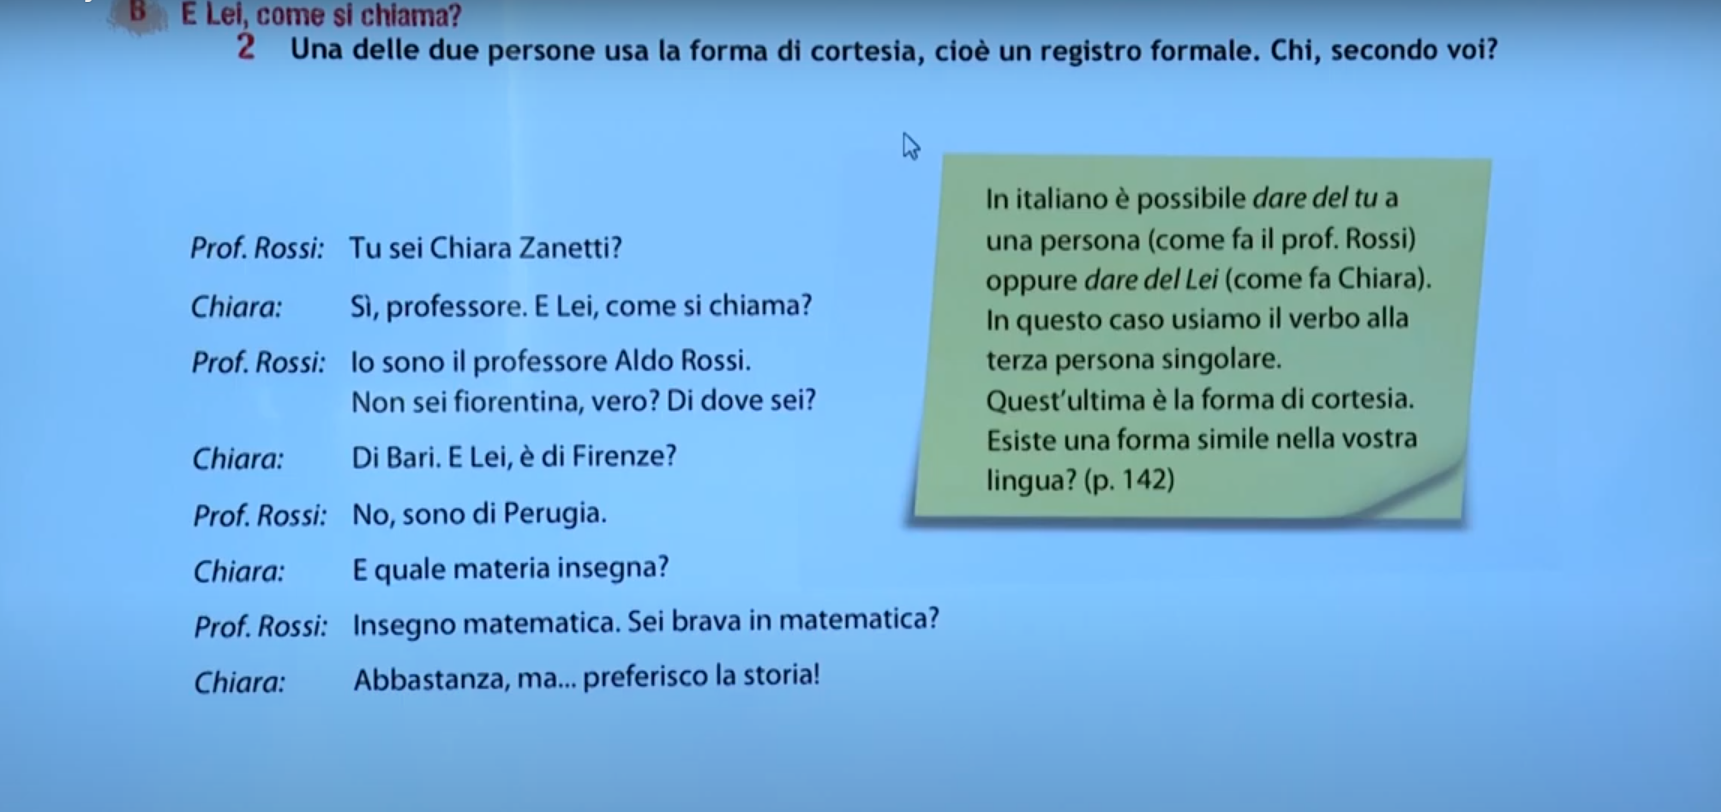 B E Lei, come si chiama?
2 Una delle due persone usa la forma di cortesia, cioè un registro formale. Chi, secondo voi?
Prof. Rossi: Tu sei Chiara Zanetti?
Chiara: Sì, professore. E Lei, come si chiama?
Prof. Rossi: Io sono il professore Aldo Rossi.
Non sei fiorentina, vero? Di dove sei?
Chiara: Di Bari. E Lei, è di Firenze?
Prof. Rossi: No, sono di Perugia.
Chiara: E quale materia insegna?
Prof. Rossi: Insegno matematica. Sei brava in matematica?
Chiara: Abbastanza, ma... preferisco la storia!
In italiano è possibile dare del tu a
una persona (come fa il prof. Rossi)
oppure dare del Lei (come fa Chiara).
In questo caso usiamo il verbo alla
terza persona singolare.
Quest'ultima è la forma di cortesia.
Esiste una forma simile nella vostra
lingua? (p. 142)